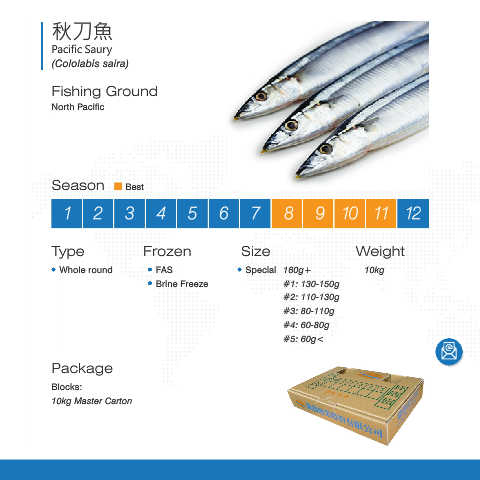 秋刀魚
Pacific Saury
(Cololabis saira)
Fishing Ground
North Pacific
Season Best
1 2 3 4 5 6 7 8 9 10 11 12
Type Frozen Size Weight
Whole round FAS Special 160g+ 10kg
Brine Freeze #1: 130-150g
#2: 110-130g
#3: 80-110g
#4: 60-80g
#5: 60g<
Package
Blocks:
10kg Master Carton